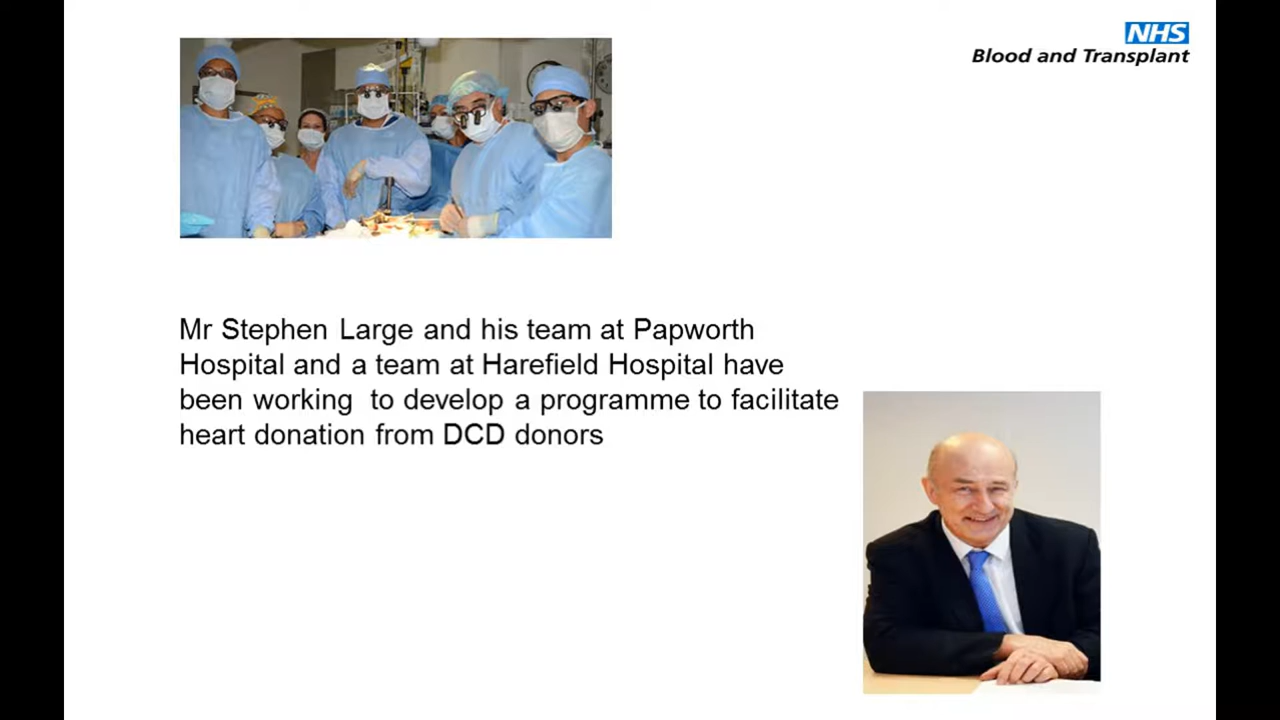 NHS
Blood and Transplant
Mr Stephen Large and his team at Papworth
Hospital and a team at Harefield Hospital have
been working  to develop a programme to facilitate
heart donation from DCD donors